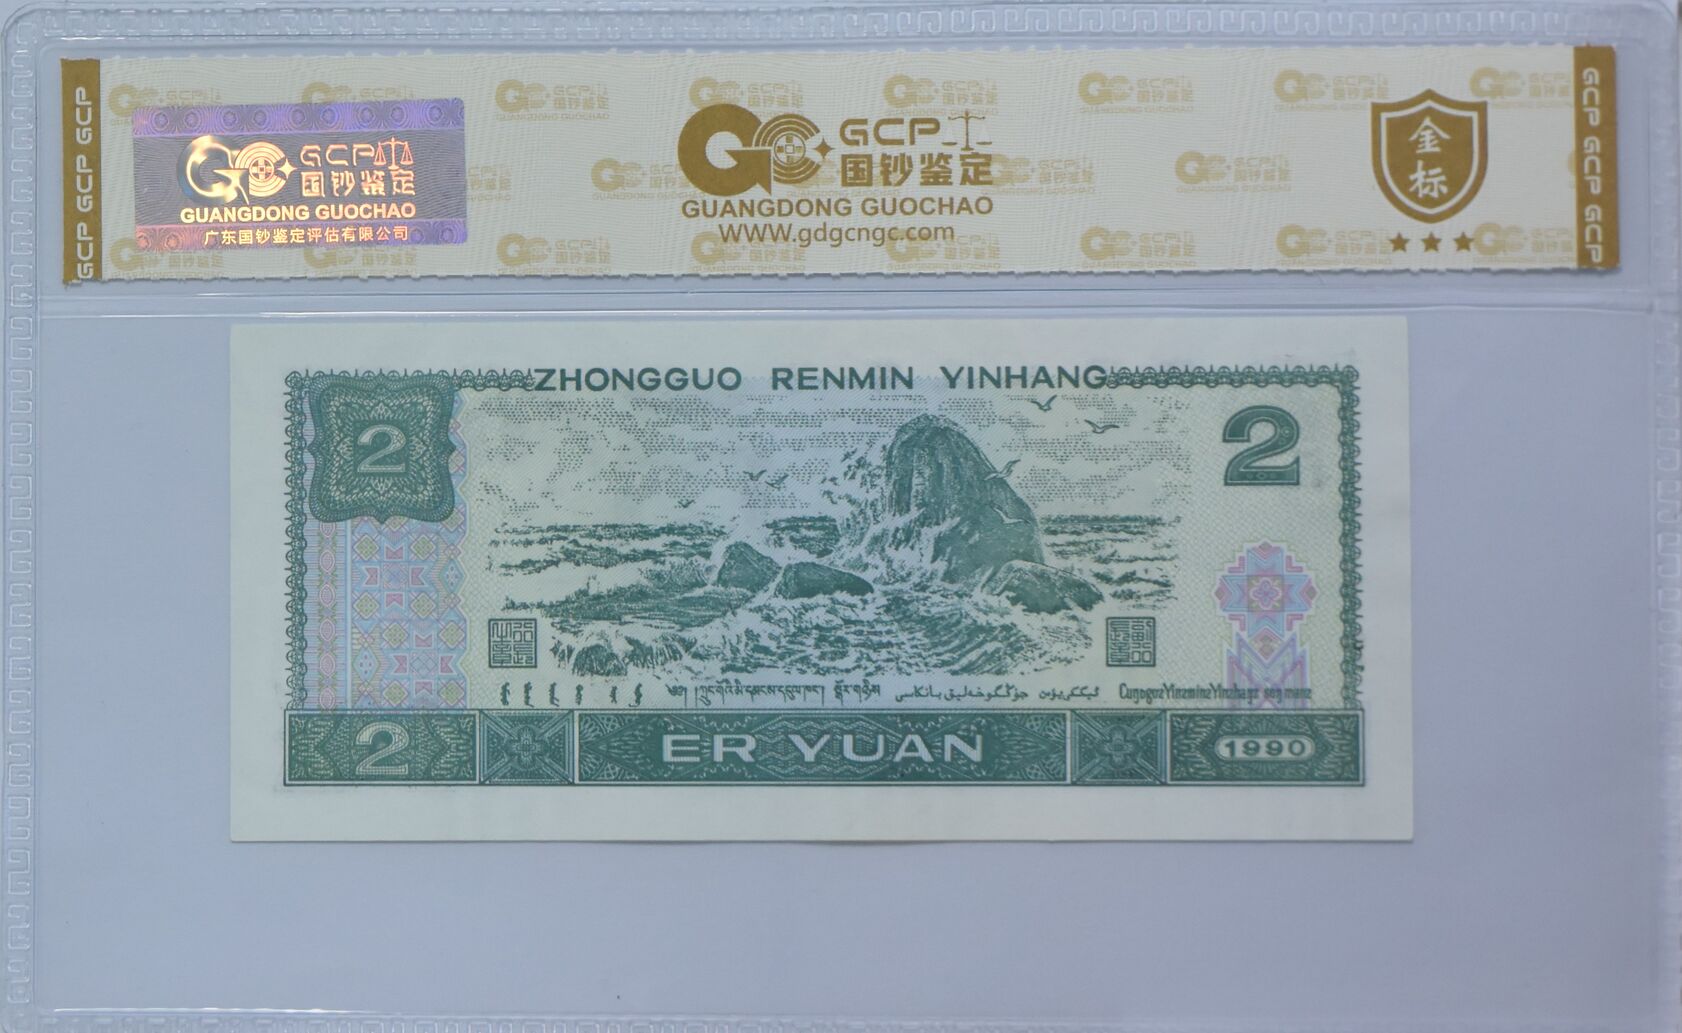 GCP GCP GCP
GCP
国钞鉴定
GUANGDONG GUOCHAO
广东国钞鉴定评估有限公司
GCP
国钞鉴定
GUANGDONG GUOCHAO
WWW.gdgcngc.com
金标
GCP GCP GCP
ZHONGGUO RENMIN YINHANG
2
2
2
ER YUAN
1990